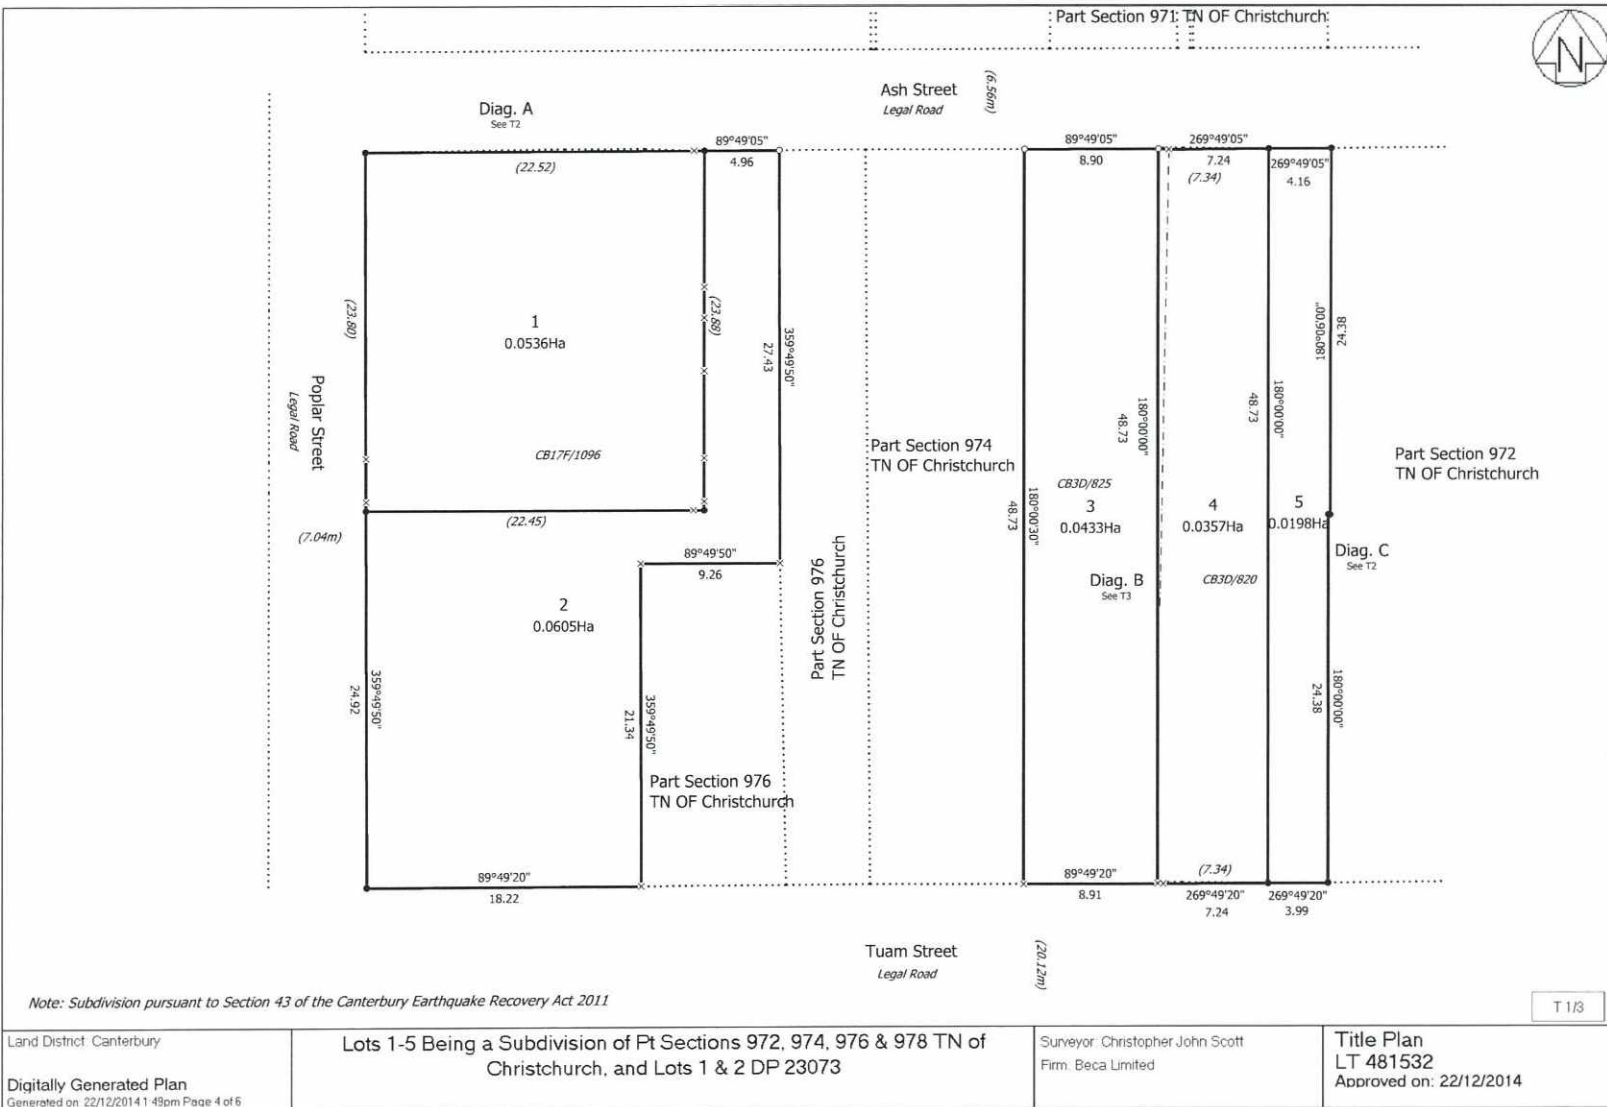 Part Section 971 TN OF Christchurch
N
Ash Street
Legal Road
(6.56m)
Diag. A
See T2
89°49'05"
4.96
(22.52)
89°49'05"
8.90
269°49'05"
7.24
(7.34)
269°49'05"
4.16
(23.80)
1
0.0536Ha
(23.88)
359°49'50"
27.43
180°00'00"
24.38
Poplar Street
Legal Road
CB17F/1096
(22.45)
(7.04m)
Part Section 974
TN OF Christchurch
180°00'30"
48.73
180°00'00"
48.73
180°00'00"
48.73
CB3D/825
3
0.0433Ha
4
0.0357Ha
5
0.0198Ha
Part Section 972
TN OF Christchurch
89°49'50"
9.26
Part Section 976
TN OF Christchurch
Diag. B
See T3
CB3D/820
Diag. C
See T2
2
0.0605Ha
359°49'50"
24.92
359°49'50"
21.34
180°00'00"
24.38
Part Section 976
TN OF Christchurch
89°49'20"
18.22
89°49'20"
8.91
(7.34)
269°49'20"
7.24
269°49'20"
3.99
Tuam Street
Legal Road
(20.12m)
Note: Subdivision pursuant to Section 43 of the Canterbury Earthquake Recovery Act 2011
T 1/3
Land District: Canterbury
Digitally Generated Plan
Generated on: 22/12/2014 1:49pm Page 4 of 6
Lots 1-5 Being a Subdivision of Pt Sections 972, 974, 976 & 978 TN of
Christchurch, and Lots 1 & 2 DP 23073
Surveyor: Christopher John Scott
Firm: Beca Limited
Title Plan
LT 481532
Approved on: 22/12/2014